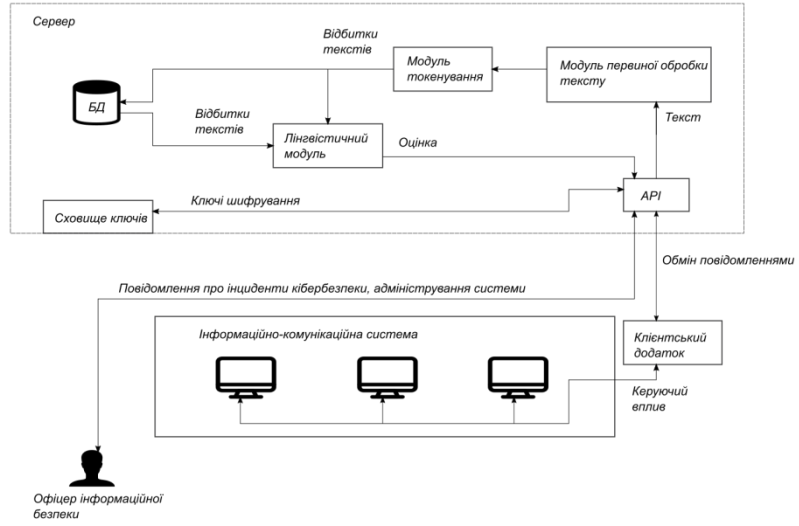 Сервер
Відбитки
текстів
Модуль
токенування
Модуль первиної обробки
тексту
БД
Відбитки
текстів
Лінгвістичний
модуль
Оцінка
Текст
Ключі шифрування
API
Сховище ключів
Обмін повідомленнями
Повідомлення про інциденти кібербезпеки, адміністрування системи
Інформаційно-комунікаційна система
Клієнтський
додаток
Керуючий
вплив
Офіцер інформаційної
безпеки